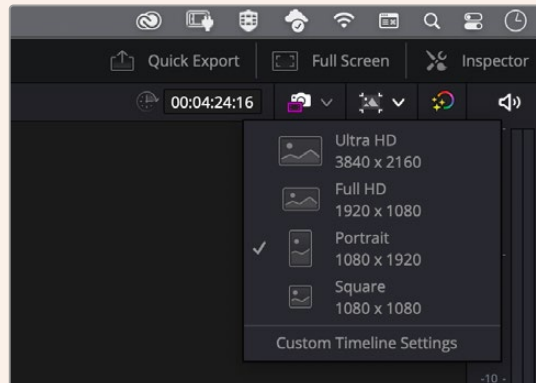 Quick Export
Full Screen
Inspector
00:04:24:16
Ultra HD
3840 x 2160
Full HD
1920 x 1080
Portrait
1080 x 1920
Square
1080 x 1080
Custom Timeline Settings
-10